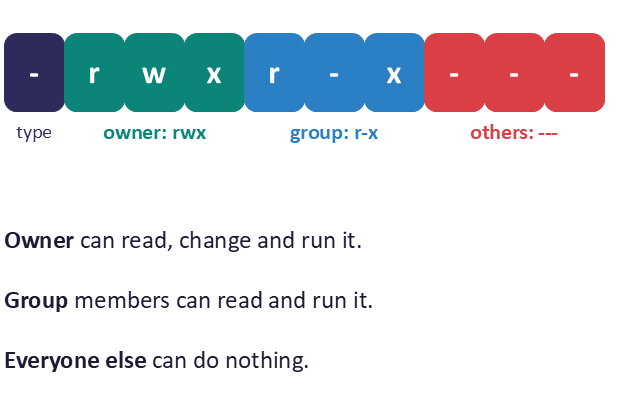 - r w x r - x - - -
type owner: rwx group: r-x others: ---
Owner can read, change and run it.
Group members can read and run it.
Everyone else can do nothing.